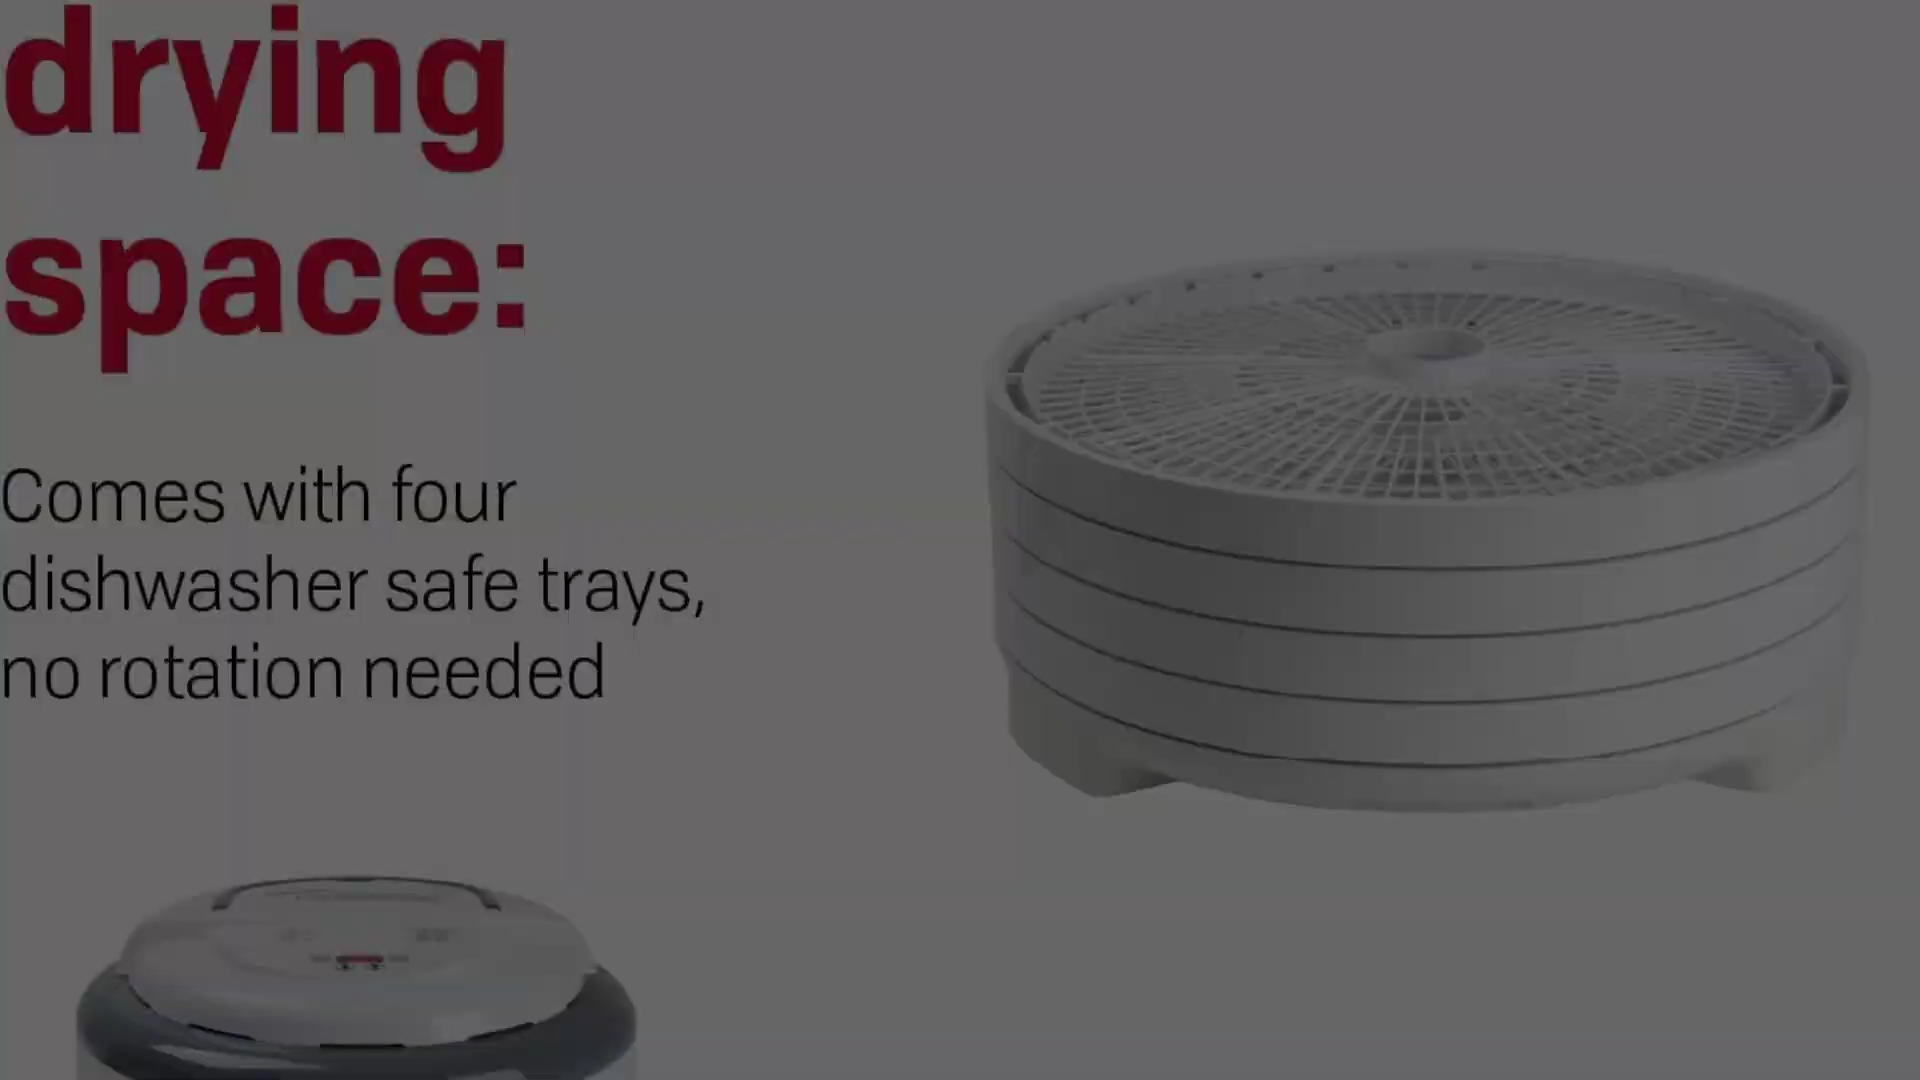 drying
space:
Comes with four
dishwasher safe trays,
no rotation needed